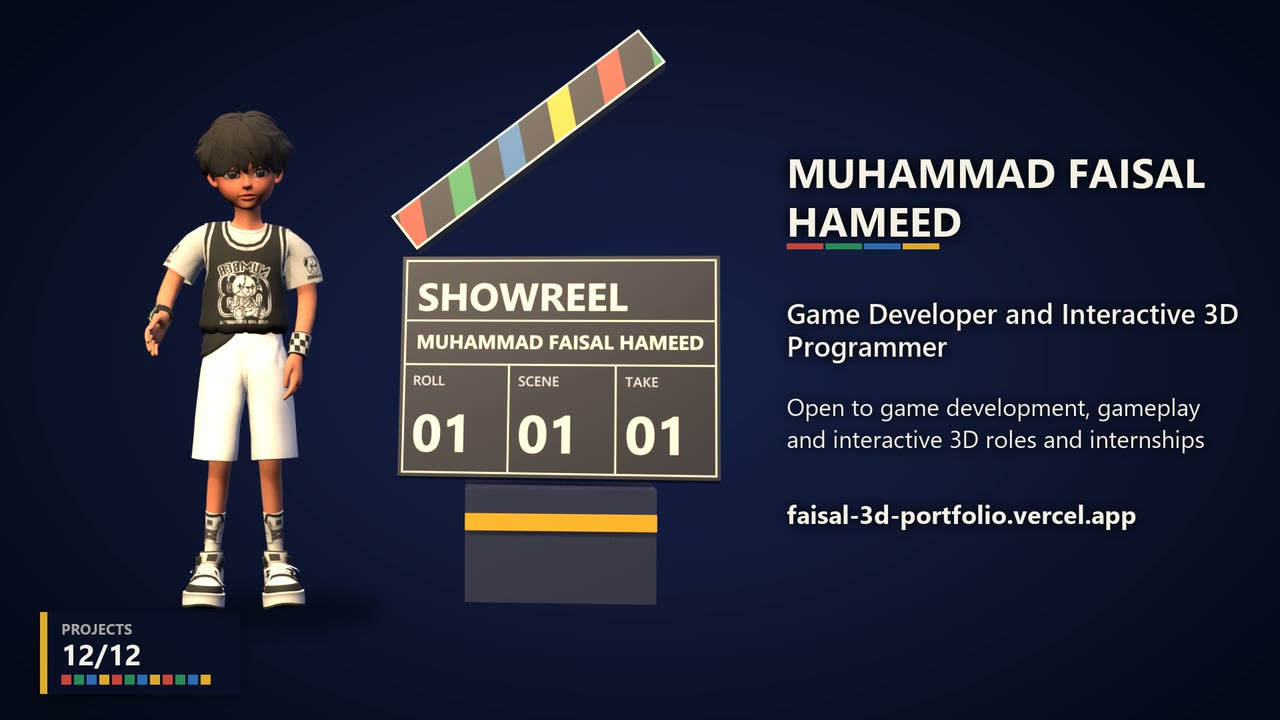 MUHAMMAD FAISAL
HAMEED
Game Developer and Interactive 3D
Programmer
Open to game development, gameplay
and interactive 3D roles and internships
faisal-3d-portfolio.vercel.app
SHOWREEL
MUHAMMAD FAISAL HAMEED
ROLL SCENE TAKE
01 01 01
NUMBER
PROJECTS
12/12